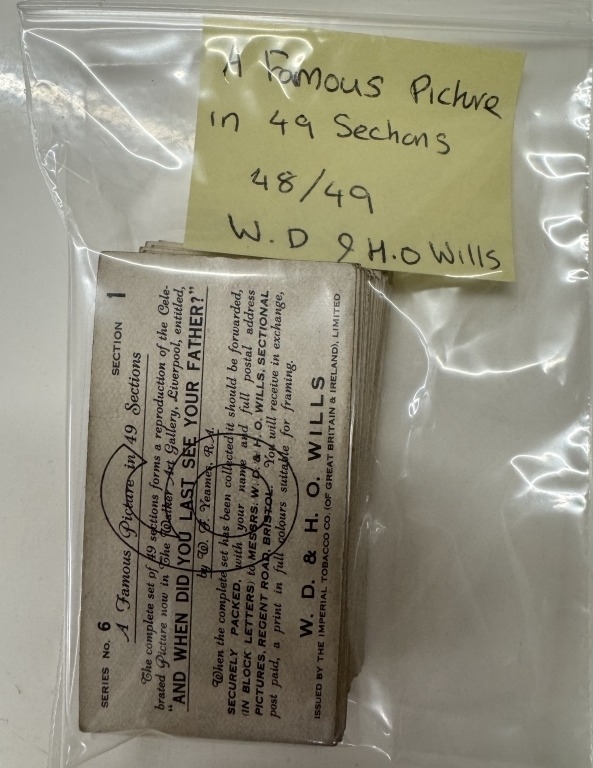 A Famous Picture
in 49 Sections
48/49
W.D & H.O Wills
SERIES No. 6
SECTION 1
A Famous Picture in 49 Sections
The complete set of 49 sections forms a reproduction of the Cele-
brated Picture now in The Walker Art Gallery, Liverpool, entitled,
"AND WHEN DID YOU LAST SEE YOUR FATHER?"
by W. F. Yeames, R.A.
When the complete set has been collected it should be forwarded,
SECURELY PACKED, with your name and full postal address
(IN BLOCK LETTERS) to MESSRS. W. D. & H. O. WILLS, SECTIONAL
PICTURES, REGENT ROAD, BRISTOL. You will receive in exchange,
post paid, a print in full colours suitable for framing.
W. D. & H. O. WILLS
ISSUED BY THE IMPERIAL TOBACCO CO. (OF GREAT BRITAIN & IRELAND), LIMITED